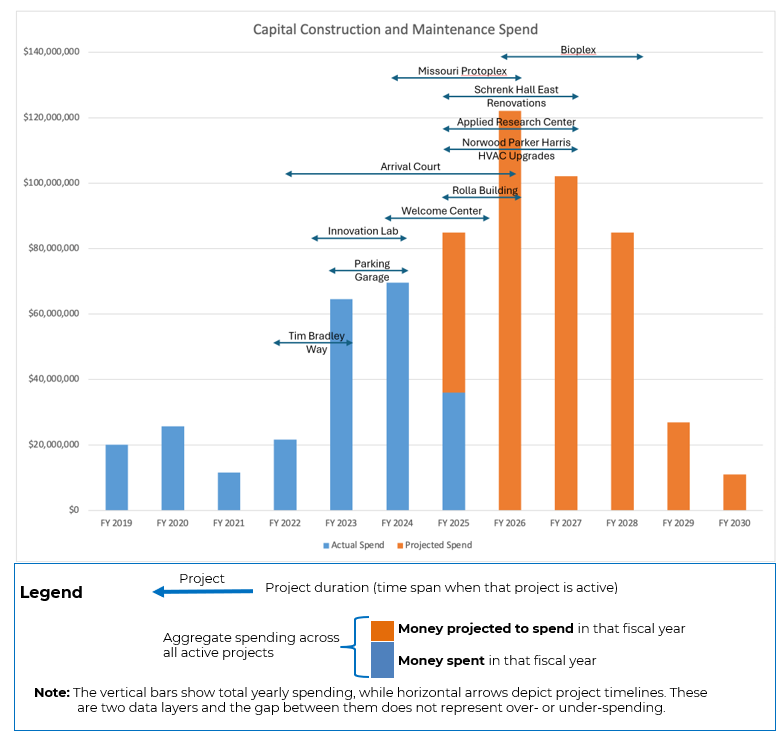 Capital Construction and Maintenance Spend
$140,000,000
Bioplex
Missouri Protoplex
Schrenk Hall East
Renovations
$120,000,000
Applied Research Center
Norwood Parker Harris
HVAC Upgrades
Arrival Court
$100,000,000
Rolla Building
Welcome Center
Innovation Lab
$80,000,000
Parking
Garage
$60,000,000
Tim Bradley
Way
$40,000,000
$20,000,000
$0
FY 2019 FY 2020 FY 2021 FY 2022 FY 2023 FY 2024 FY 2025 FY 2026 FY 2027 FY 2028 FY 2029 FY 2030
Actual Spend Projected Spend
Legend
Project
Project duration (time span when that project is active)
Aggregate spending across
all active projects
Money projected to spend in that fiscal year
Money spent in that fiscal year
Note: The vertical bars show total yearly spending, while horizontal arrows depict project timelines. These
are two data layers and the gap between them does not represent over- or under-spending.